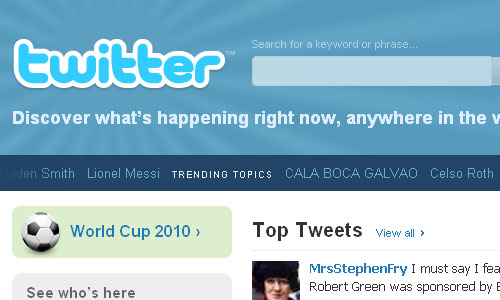 twitter™
Search for a keyword or phrase...
Discover what's happening right now, anywhere in the
Smith Lionel Messi TRENDING TOPICS CALA BOCA GALVAO Celso Roth
World Cup 2010 ›
Top Tweets View all ›
MrsStephenFry I must say I
Robert Green was sponsored by
See who's here